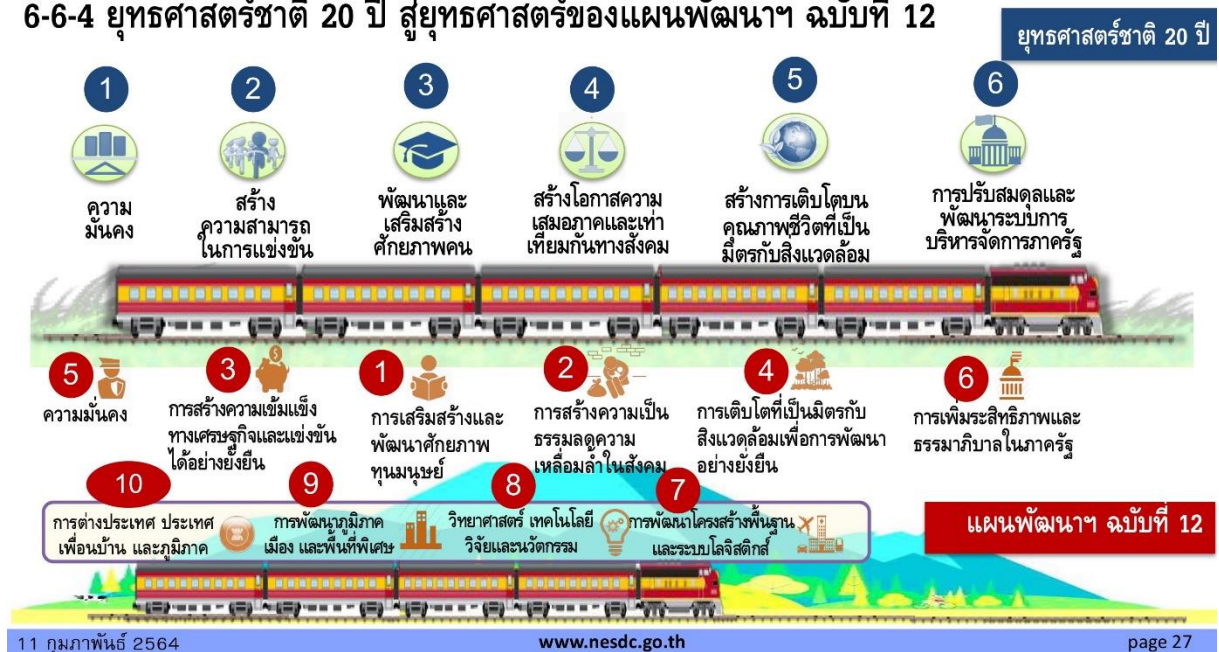 6-6-4 ยุทธศาสตร์ชาติ 20 ปี สู่ยุทธศาสตร์ของแผนพัฒนาฯ ฉบับที่ 12
ยุทธศาสตร์ชาติ 20 ปี
1
2
3
4
5
6
ความ
มั่นคง
สร้าง
ความสามารถ
ในการแข่งขัน
พัฒนาและ
เสริมสร้าง
ศักยภาพคน
สร้างโอกาสความ
เสมอภาคและเท่า
เทียมกันทางสังคม
สร้างการเติบโตบน
คุณภาพชีวิตที่เป็น
มิตรกับสิ่งแวดล้อม
การปรับสมดุลและ
พัฒนาระบบการ
บริหารจัดการภาครัฐ
5
ความมั่นคง
3
การสร้างความเข้มแข็ง
ทางเศรษฐกิจและแข่งขัน
ได้อย่างยั่งยืน
1
การเสริมสร้างและ
พัฒนาศักยภาพ
ทุนมนุษย์
2
การสร้างความเป็น
ธรรมลดความ
เหลื่อมล้ำในสังคม
4
การเติบโตที่เป็นมิตรกับ
สิ่งแวดล้อมเพื่อการพัฒนา
อย่างยั่งยืน
6
การเพิ่มประสิทธิภาพและ
ธรรมาภิบาลในภาครัฐ
10
การต่างประเทศ ประเทศ
เพื่อนบ้าน และภูมิภาค
9
การพัฒนาภูมิภาค
เมือง และพื้นที่พิเศษ
8
วิทยาศาสตร์ เทคโนโลยี
วิจัยและนวัตกรรม
7
การพัฒนาโครงสร้างพื้นฐาน
และระบบโลจิสติกส์
แผนพัฒนาฯ ฉบับที่ 12
11 กุมภาพันธ์ 2564
www.nesdc.go.th
page 27